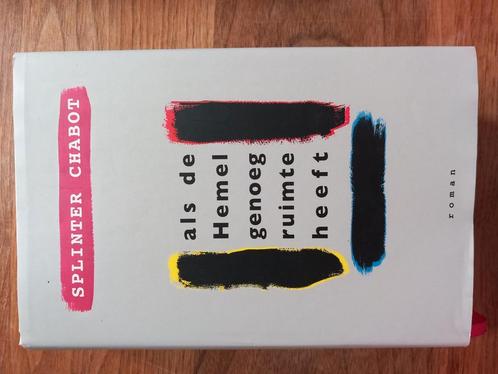 SPLINTER CHABOT
als de
Hemel
genoeg
ruimte
heeft
roman